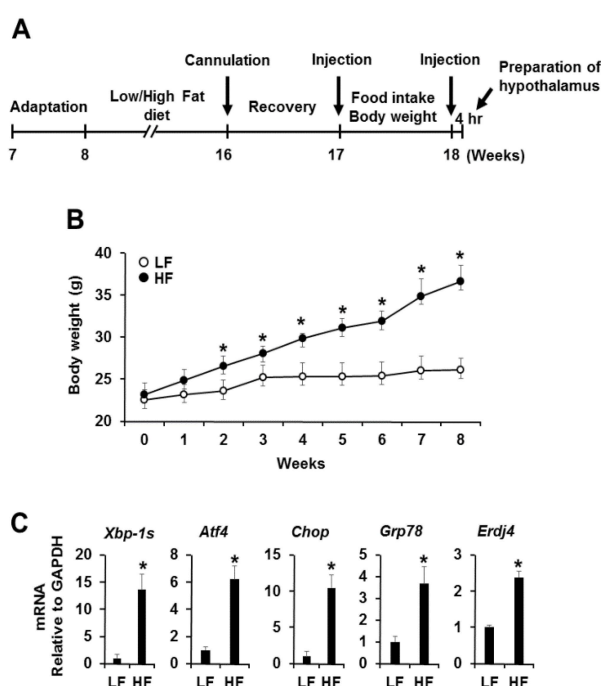 A
Cannulation Injection Injection Preparation of
hypothalamus
Adaptation Low/High Fat
diet Recovery Food intake
Body weight 4 hr
7 8 16 17 18 (Weeks)
B
Body weight (g)
40
35
30
25
20
LF
HF
* * * * * * *
0 1 2 3 4 5 6 7 8
Weeks
C
mRNA
Relative to GAPDH
Xbp-1s Atf4 Chop Grp78 Erdj4
20
15
10
5
0
*
LF HF
8
6
4
2
0
*
LF HF
15
10
5
0
*
LF HF
5
4
3
2
1
0
*
LF HF
3
2
1
0
*
LF HF